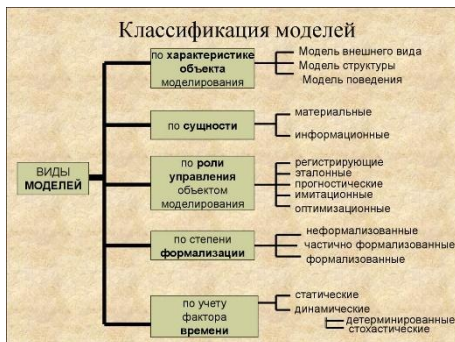 Классификация моделей
ВИДЫ
МОДЕЛЕЙ
по характеристике
объекта
моделирования
Модель внешнего вида
Модель структуры
Модель поведения
по сущности
материальные
информационные
по роли
управления
объектом
моделирования
регистрирующие
эталонные
прогностические
имитационные
оптимизационные
по степени
формализации
неформализованные
частично формализованные
формализованные
по учету
фактора
времени
статические
динамические
детерминированные
стохастические